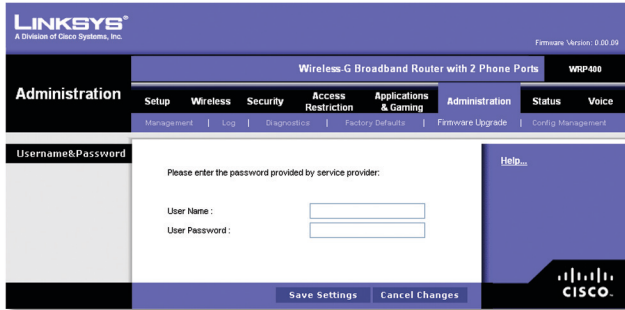 LINKSYS®
A Division of Cisco Systems, Inc.
Firmware Version: 0.00.09
Wireless-G Broadband Router with 2 Phone Ports WRP400
Administration
Setup Wireless Security Access Restriction Applications & Gaming Administration Status Voice
Management | Log | Diagnostics | Factory Defaults | Firmware Upgrade | Config Management
Username&Password
Help...
Please enter the password provided by service provider:
User Name :
User Password :
Save Settings Cancel Changes
CISCO.